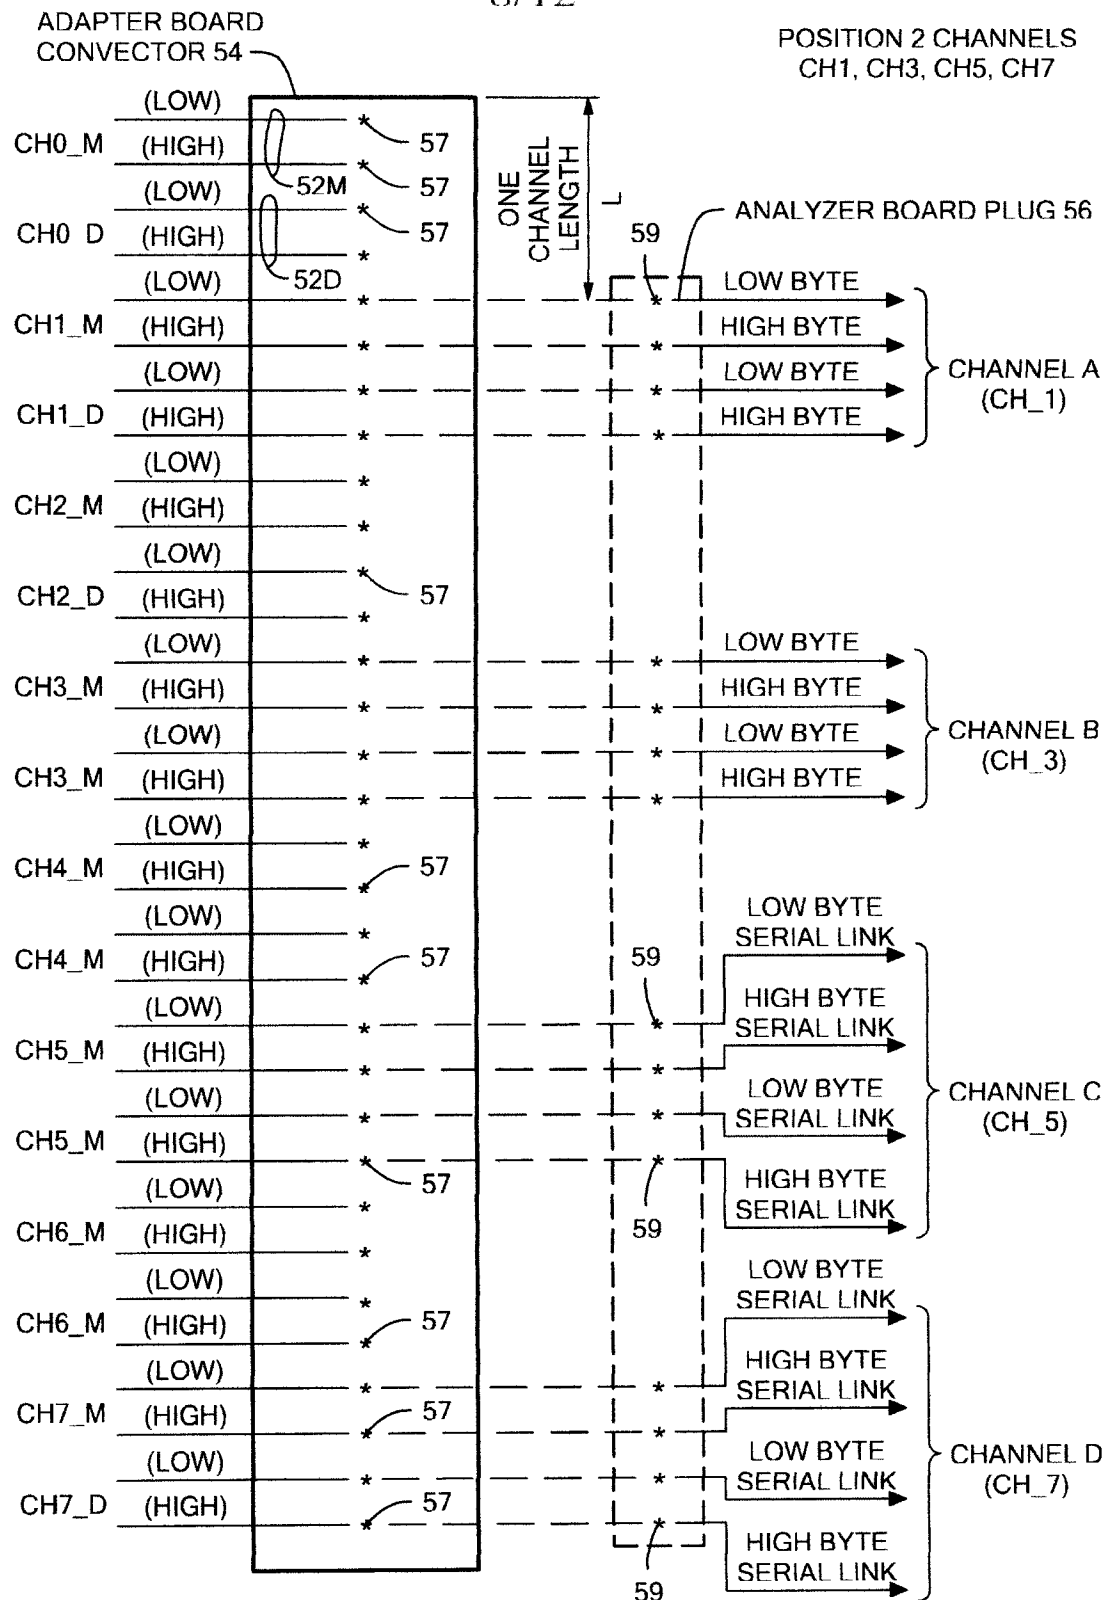 ADAPTER BOARD
CONVECTOR 54
POSITION 2 CHANNELS
CH1, CH3, CH5, CH7
(LOW)
CH0_M (HIGH)
57
57
52M
(LOW)
CH0 D (HIGH)
57
52D
ONE
CHANNEL
LENGTH
L
59
ANALYZER BOARD PLUG 56
(LOW)
LOW BYTE
CH1_M (HIGH)
HIGH BYTE
(LOW)
LOW BYTE
CH1_D (HIGH)
HIGH BYTE
CHANNEL A
(CH_1)
(LOW)
CH2_M (HIGH)
(LOW)
CH2_D (HIGH)
57
(LOW)
LOW BYTE
CH3_M (HIGH)
HIGH BYTE
(LOW)
LOW BYTE
CH3_M (HIGH)
HIGH BYTE
CHANNEL B
(CH_3)
(LOW)
CH4_M (HIGH)
57
(LOW)
CH4_M (HIGH)
57
59
(LOW)
LOW BYTE
SERIAL LINK
CH5_M (HIGH)
HIGH BYTE
SERIAL LINK
(LOW)
LOW BYTE
SERIAL LINK
CH5_M (HIGH)
57
59
HIGH BYTE
SERIAL LINK
CHANNEL C
(CH_5)
(LOW)
CH6_M (HIGH)
(LOW)
CH6_M (HIGH)
57
(LOW)
LOW BYTE
SERIAL LINK
CH7_M (HIGH)
57
HIGH BYTE
SERIAL LINK
(LOW)
LOW BYTE
SERIAL LINK
CH7_D (HIGH)
57
59
HIGH BYTE
SERIAL LINK
CHANNEL D
(CH_7)